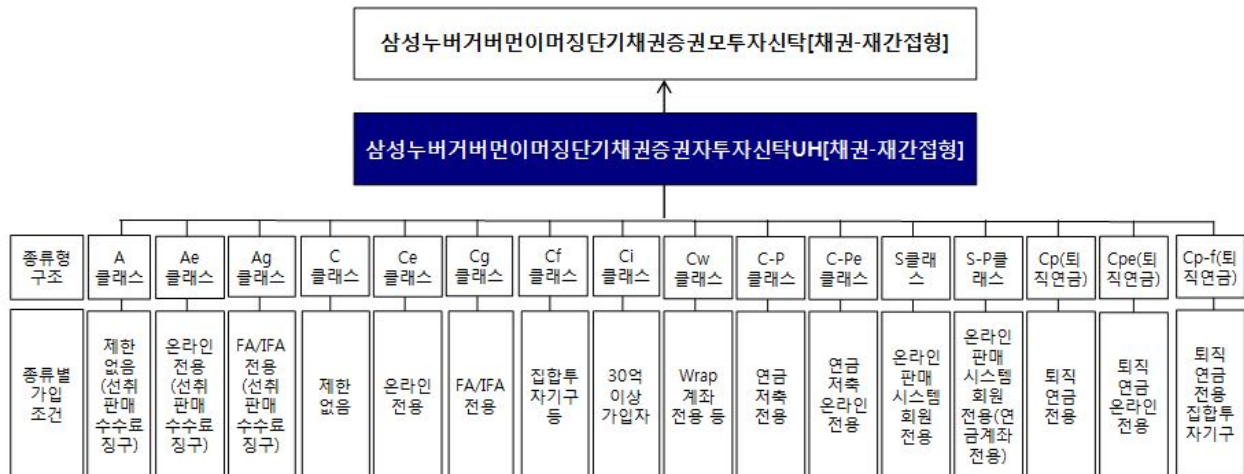 삼성누버거버먼이머징단기채권증권모투자신탁[채권-재간접형]
삼성누버거버먼이머징단기채권증권자투자신탁UH[채권-재간접형]
종류형
구조
A
클래스
Ae
클래스
Ag
클래스
C
클래스
Ce
클래스
Cg
클래스
Cf
클래스
Ci
클래스
Cw
클래스
C-P
클래스
C-Pe
클래스
S클래
스
S-P클
래스
Cp(퇴
직연금)
Cpe(퇴
직연금)
Cp-f(퇴
직연금)
종류별
가입
조건
제한
없음
(선취
판매
수수료
징구)
온라인
전용
(선취
판매
수수료
징구)
FA/IFA
전용
(선취
판매
수수료
징구)
제한
없음
온라인
전용
FA/IFA
전용
집합투
자기구
등
30억
이상
가입자
Wrap
계좌
전용 등
연금
저축
전용
연금
저축
온라인
전용
온라인
판매
시스템
회원
전용
온라인
판매
시스템
회원
전용(연
금계좌
전용)
퇴직
연금
전용
퇴직
연금
온라인
전용
퇴직
연금
전용
집합투
자기구